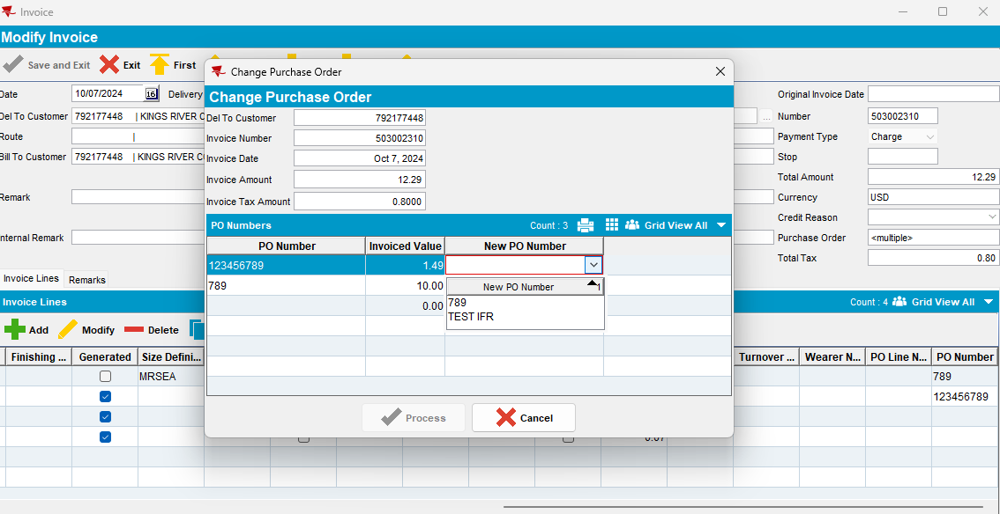 Invoice
Modify Invoice
Save and Exit Exit First
Date 10/07/2024 16 Delivery
Del To Customer 792177448 | KINGS RIVER C
Route |
Bill To Customer 792177448 | KINGS RIVER C
Remark
nternal Remark
Invoice Lines Remarks
Change Purchase Order
Change Purchase Order
Del To Customer 792177448
Invoice Number 503002310
Invoice Date Oct 7, 2024
Invoice Amount 12.29
Invoice Tax Amount 0.8000
PO Numbers Count : 3 Grid View All
PO Number Invoiced Value New PO Number
123456789 1.49
789 10.00
0.00
New PO Number 1
789
TEST IFR
Process Cancel
Original Invoice Date
... Number 503002310
Payment Type Charge
Stop
Total Amount 12.29
Currency USD
Credit Reason
Purchase Order <multiple>
Total Tax 0.80
Invoice Lines Count : 4 Grid View All
Add Modify Delete
Finishing ... Generated Size Defini... Turnover ... Wearer N... PO Line N... PO Number
MRSEA 789
123456789
0.07